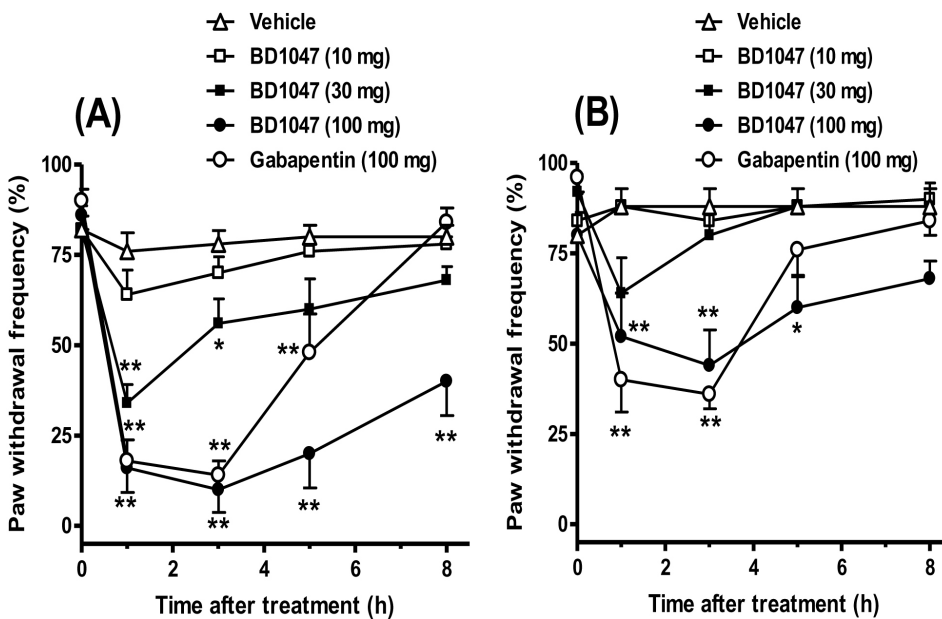 Vehicle
BD1047 (10 mg)
BD1047 (30 mg)
BD1047 (100 mg)
Gabapentin (100 mg)
(A)
Paw withdrawal frequency (%)
100
75
50
25
0
**
**
**
*
**
**
**
**
**
0 2 4 6 8
Time after treatment (h)
Vehicle
BD1047 (10 mg)
BD1047 (30 mg)
BD1047 (100 mg)
Gabapentin (100 mg)
(B)
Paw withdrawal frequency (%)
100
75
50
25
0
**
**
**
**
*
0 2 4 6 8
Time after treatment (h)